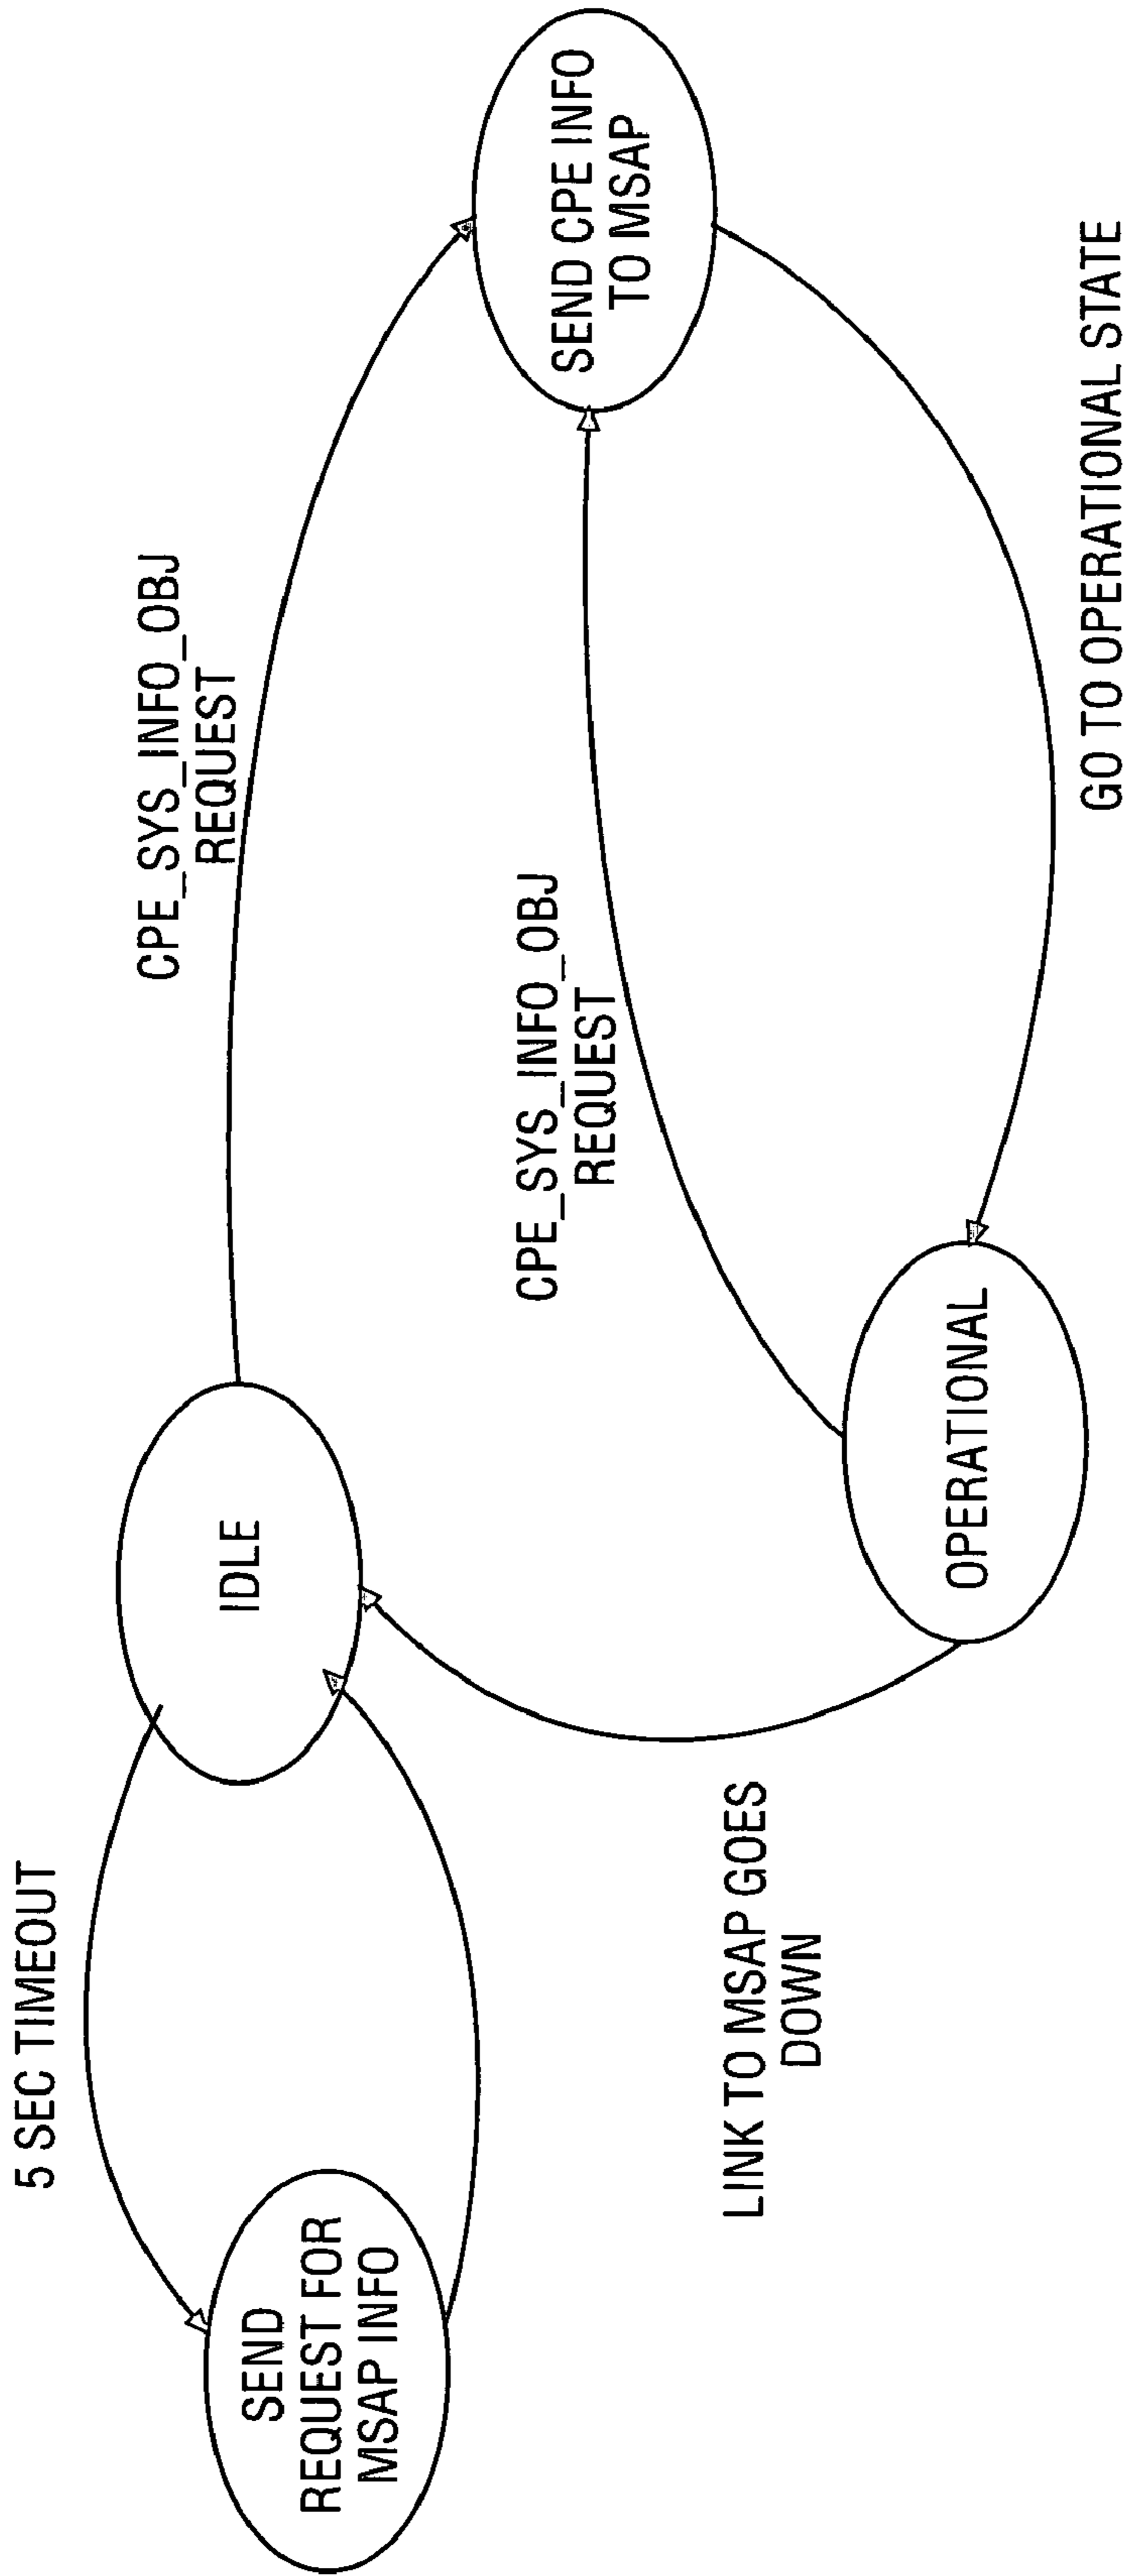 5 SEC TIMEOUT
SEND
REQUEST FOR
MSAP INFO
IDLE
CPE_SYS_INFO_OBJ
REQUEST
SEND CPE INFO
TO MSAP
CPE_SYS_INFO_OBJ
REQUEST
LINK TO MSAP GOES
DOWN
OPERATIONAL
GO TO OPERATIONAL STATE